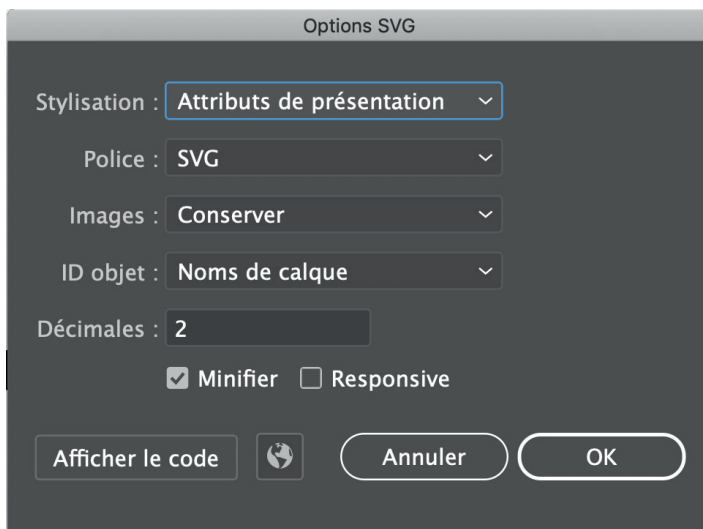 Options SVG
Stylisation : Attributs de présentation
Police : SVG
Images : Conserver
ID objet : Noms de calque
Décimales : 2
Minifier Responsive
Afficher le code Annuler OK